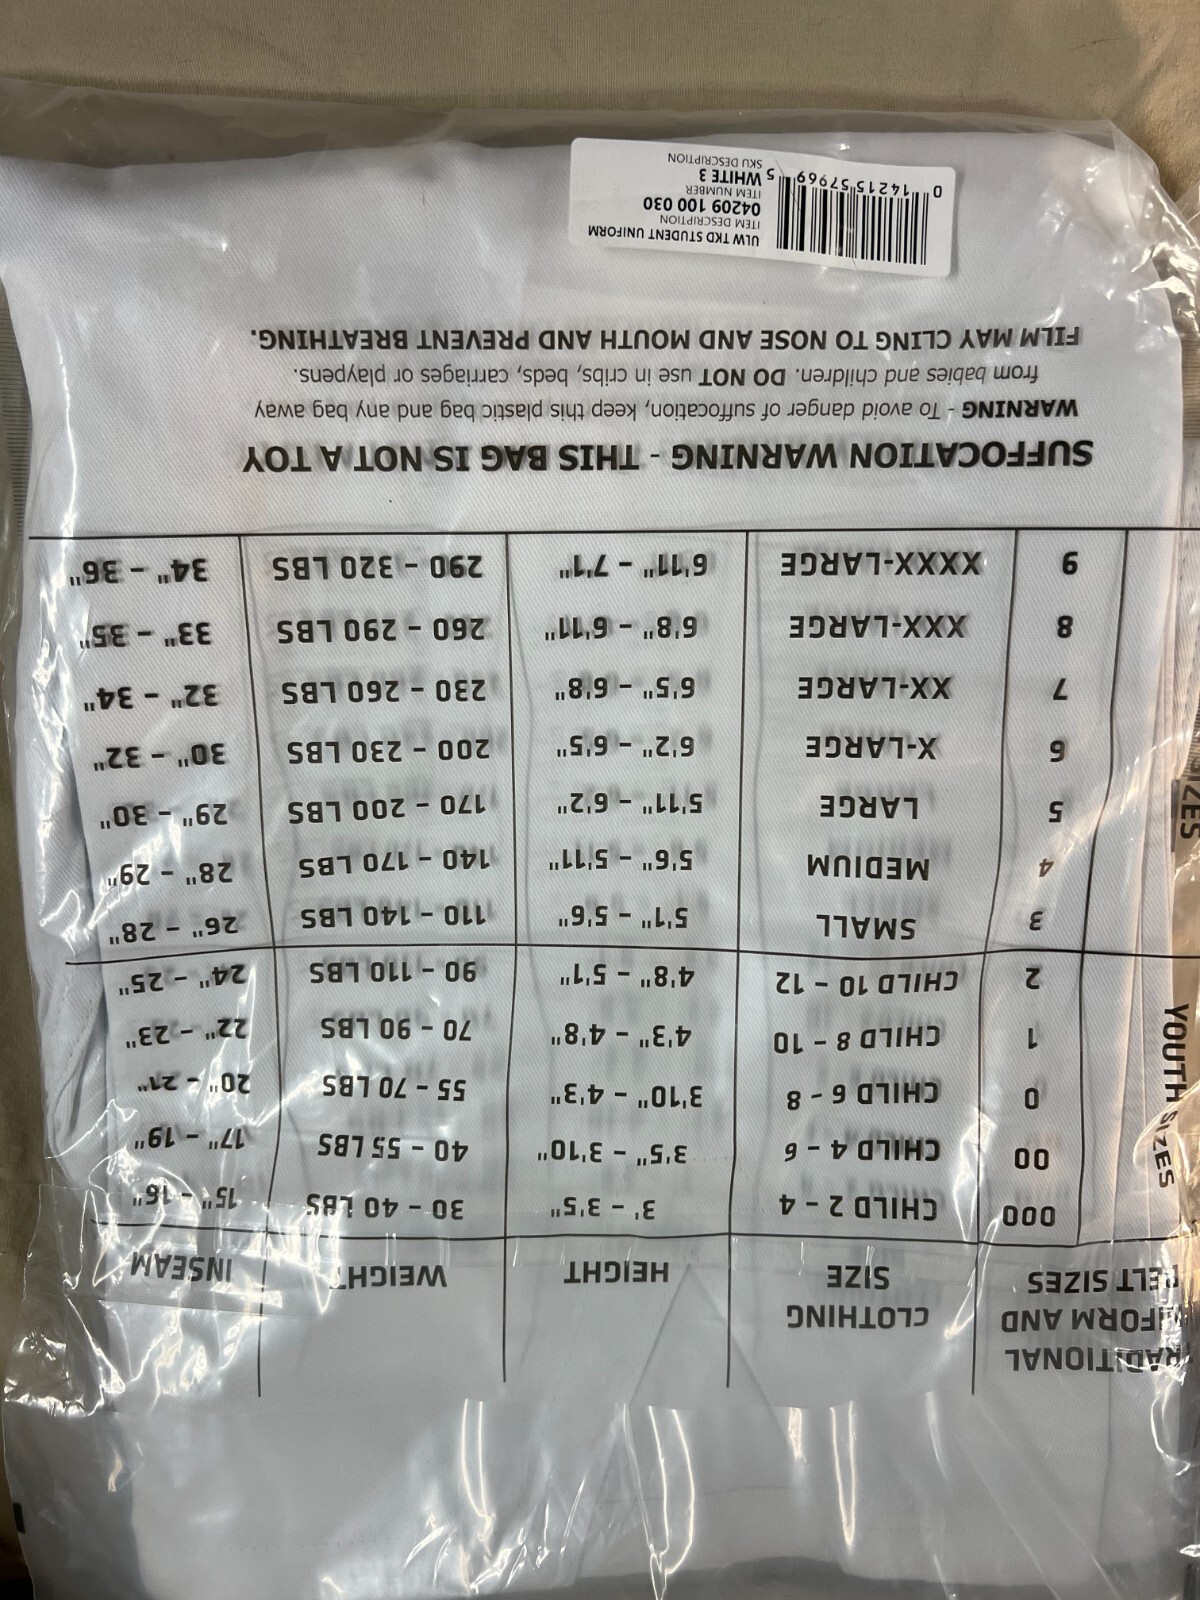 TRADITIONAL
UNIFORM AND
BELT SIZES
CLOTHING
SIZE
HEIGHT
WEIGHT
INSEAM
YOUTH SIZES
000 CHILD 2 - 4 3' - 3'5" 30 - 40 LBS 15" - 16"
00 CHILD 4 - 6 3'5" - 3'10" 40 - 55 LBS 17" - 19"
0 CHILD 6 - 8 3'10" - 4'3" 55 - 70 LBS 20" - 21"
1 CHILD 8 - 10 4'3" - 4'8" 70 - 90 LBS 22" - 23"
2 CHILD 10 - 12 4'8" - 5'1" 90 - 110 LBS 24" - 25"
SIZES
3 SMALL 5'1" - 5'6" 110 - 140 LBS 26" - 28"
4 MEDIUM 5'6" - 5'11" 140 - 170 LBS 28" - 29"
5 LARGE 5'11" - 6'2" 170 - 200 LBS 29" - 30"
6 X-LARGE 6'2" - 6'5" 200 - 230 LBS 30" - 32"
7 XX-LARGE 6'5" - 6'8" 230 - 260 LBS 32" - 34"
8 XXX-LARGE 6'8" - 6'11" 260 - 290 LBS 33" - 35"
9 XXXX-LARGE 6'11" - 7'1" 290 - 320 LBS 34" - 36"
SUFFOCATION WARNING - THIS BAG IS NOT A TOY
WARNING - To avoid danger of suffocation, keep this plastic bag and any bag away
from babies and children. DO NOT use in cribs, beds, carriages or playpens.
FILM MAY CLING TO NOSE AND MOUTH AND PREVENT BREATHING.
ULW TKD STUDENT UNIFORM
ITEM DESCRIPTION
04209 100 030
ITEM NUMBER
WHITE 3
SKU DESCRIPTION
0 14215 57969 5